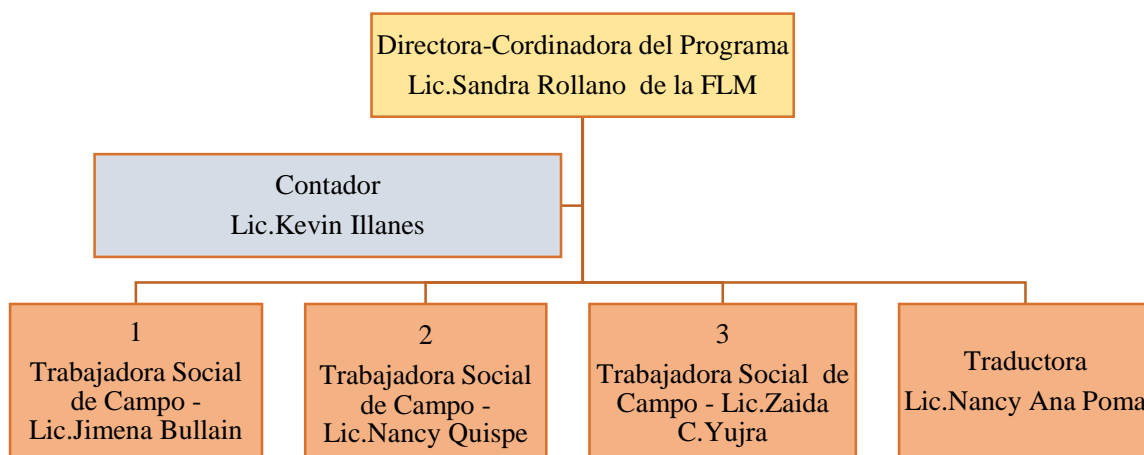 Directora-Cordinadora del Programa
Lic.Sandra Rollano de la FLM
Contador
Lic.Kevin Illanes
1
Trabajadora Social
de Campo -
Lic.Jimena Bullain
2
Trabajadora Social
de Campo -
Lic.Nancy Quispe
3
Trabajadora Social de
Campo - Lic.Zaida
C.Yujra
Traductora
Lic.Nancy Ana Poma